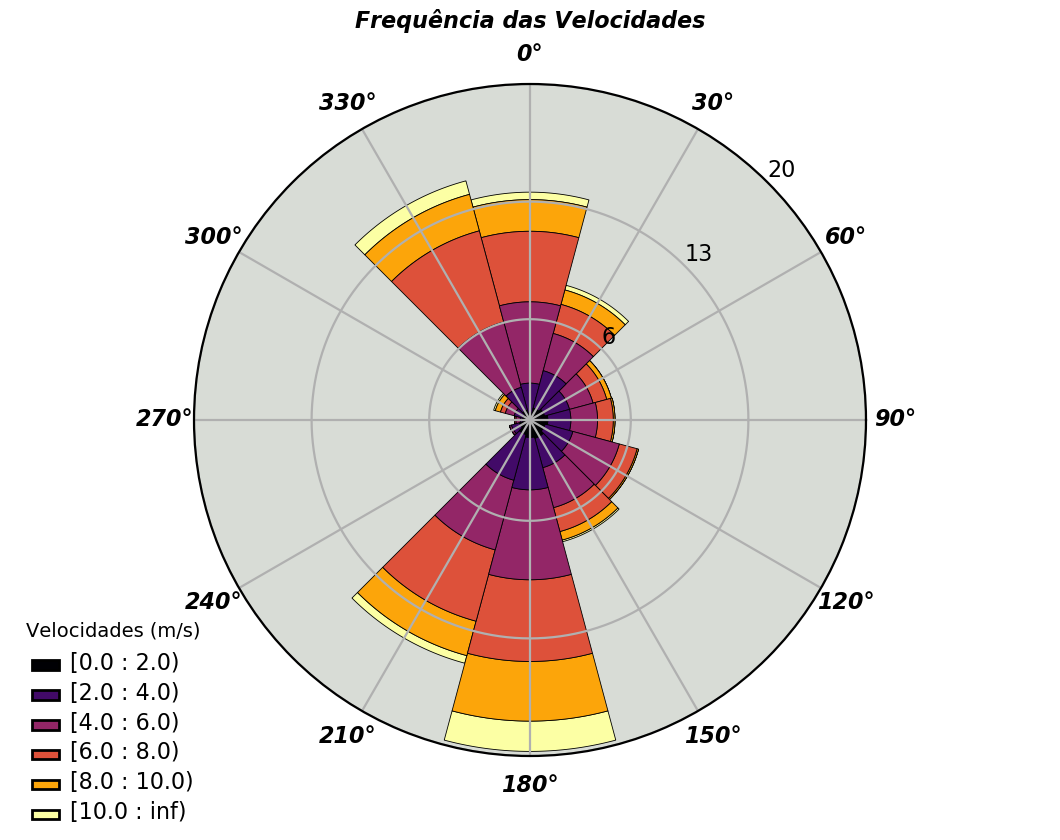 Frequência das Velocidades
0°
330°
30°
20
300°
60°
13
6
270°
90°
240°
120°
210°
150°
180°
Velocidades (m/s)
[0.0 : 2.0)
[2.0 : 4.0)
[4.0 : 6.0)
[6.0 : 8.0)
[8.0 : 10.0)
[10.0 : inf)